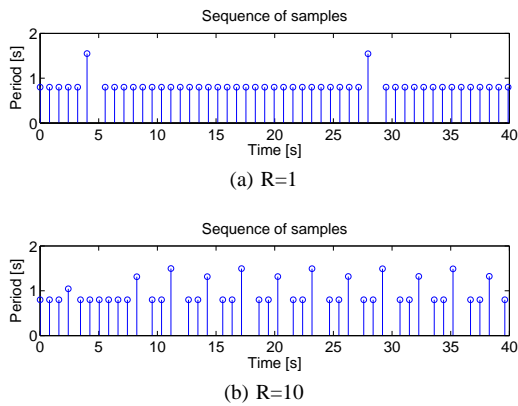 Sequence of samples
2
1
0
Period [s]
0 5 10 15 20 25 30 35 40
Time [s]
(a) R=1
Sequence of samples
2
1
0
Period [s]
0 5 10 15 20 25 30 35 40
Time [s]
(b) R=10